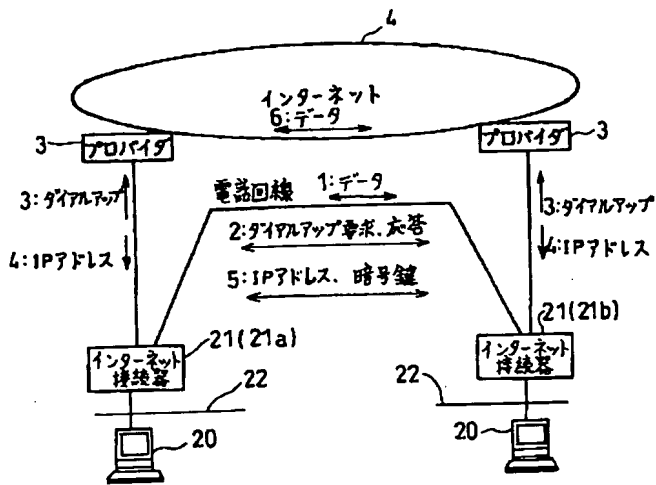 4
インターネット
6:データ
3
プロバイダ
プロバイダ
3
電話回線
1:データ
3:ダイアルアップ
2:ダイアルアップ要求、応答
3:ダイアルアップ
4:IPアドレス
5:IPアドレス、暗号鍵
4:IPアドレス
21(21a)
21(21b)
インターネット
接続器
インターネット
接続器
22
22
20
20